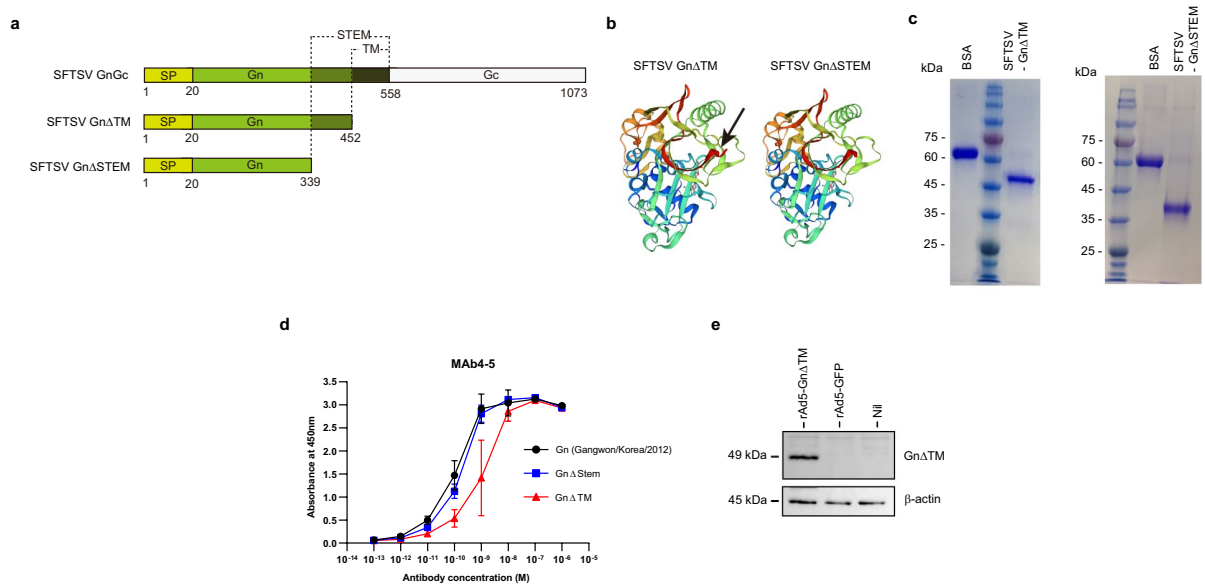 a
STEM
TM
SFTSV GnGc
SP
Gn
Gc
1
20
558
1073
SFTSV GnΔTM
SP
Gn
1
20
452
SFTSV GnΔSTEM
SP
Gn
1
20
339
b
SFTSV GnΔTM
SFTSV GnΔSTEM
c
kDa
BSA
SFTSV
- GnΔTM
75 -
60 -
45 -
35 -
25 -
kDa
BSA
SFTSV
- GnΔSTEM
75 -
60 -
45 -
35 -
25 -
d
MAb4-5
Absorbance at 450nm
3.5
3.0
2.5
2.0
1.5
1.0
0.5
0.0
Gn (Gangwon/Korea/2012)
GnΔStem
GnΔTM
10⁻¹⁴ 10⁻¹³ 10⁻¹² 10⁻¹¹ 10⁻¹⁰ 10⁻⁹ 10⁻⁸ 10⁻⁷ 10⁻⁶ 10⁻⁵
Antibody concentration (M)
e
– rAd5-GnΔTM
– rAd5-GFP
– Nil
49 kDa –
GnΔTM
45 kDa –
β-actin